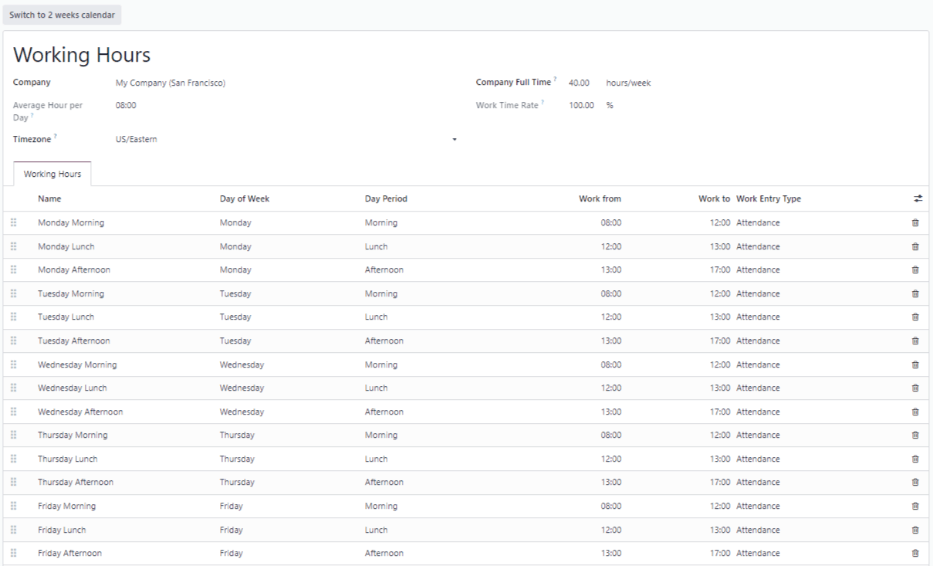 Switch to 2 weeks calendar
Working Hours
Company My Company (San Francisco) Company Full Time ? 40.00 hours/week
Average Hour per Day ? 08:00 Work Time Rate ? 100.00 %
Timezone ? US/Eastern
Working Hours
Name Day of Week Day Period Work from Work to Work Entry Type
Monday Morning Monday Morning 08:00 12:00 Attendance
Monday Lunch Monday Lunch 12:00 13:00 Attendance
Monday Afternoon Monday Afternoon 13:00 17:00 Attendance
Tuesday Morning Tuesday Morning 08:00 12:00 Attendance
Tuesday Lunch Tuesday Lunch 12:00 13:00 Attendance
Tuesday Afternoon Tuesday Afternoon 13:00 17:00 Attendance
Wednesday Morning Wednesday Morning 08:00 12:00 Attendance
Wednesday Lunch Wednesday Lunch 12:00 13:00 Attendance
Wednesday Afternoon Wednesday Afternoon 13:00 17:00 Attendance
Thursday Morning Thursday Morning 08:00 12:00 Attendance
Thursday Lunch Thursday Lunch 12:00 13:00 Attendance
Thursday Afternoon Thursday Afternoon 13:00 17:00 Attendance
Friday Morning Friday Morning 08:00 12:00 Attendance
Friday Lunch Friday Lunch 12:00 13:00 Attendance
Friday Afternoon Friday Afternoon 13:00 17:00 Attendance